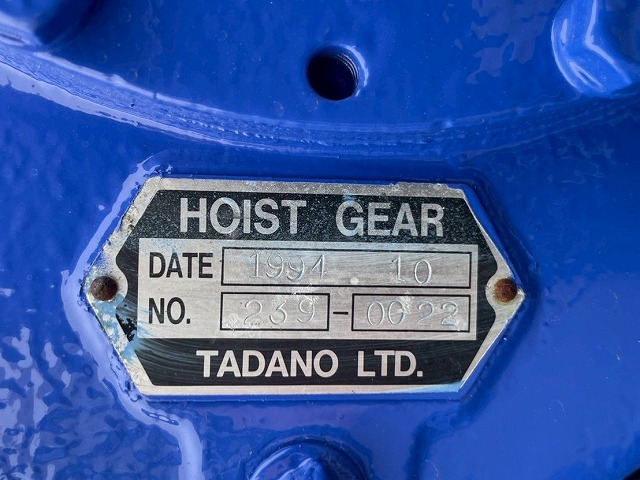 HOIST GEAR
DATE 1994 10
NO. 239-0022
TADANO LTD.